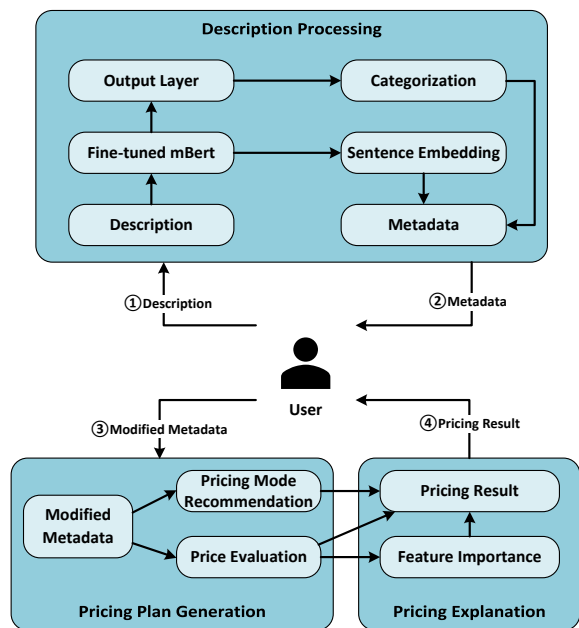 Description Processing
Output Layer
Categorization
Fine-tuned mBert
Sentence Embedding
Description
Metadata
①Description
②Metadata
User
③Modified Metadata
④Pricing Result
Pricing Mode
Recommendation
Pricing Result
Modified
Metadata
Price Evaluation
Feature Importance
Pricing Plan Generation
Pricing Explanation